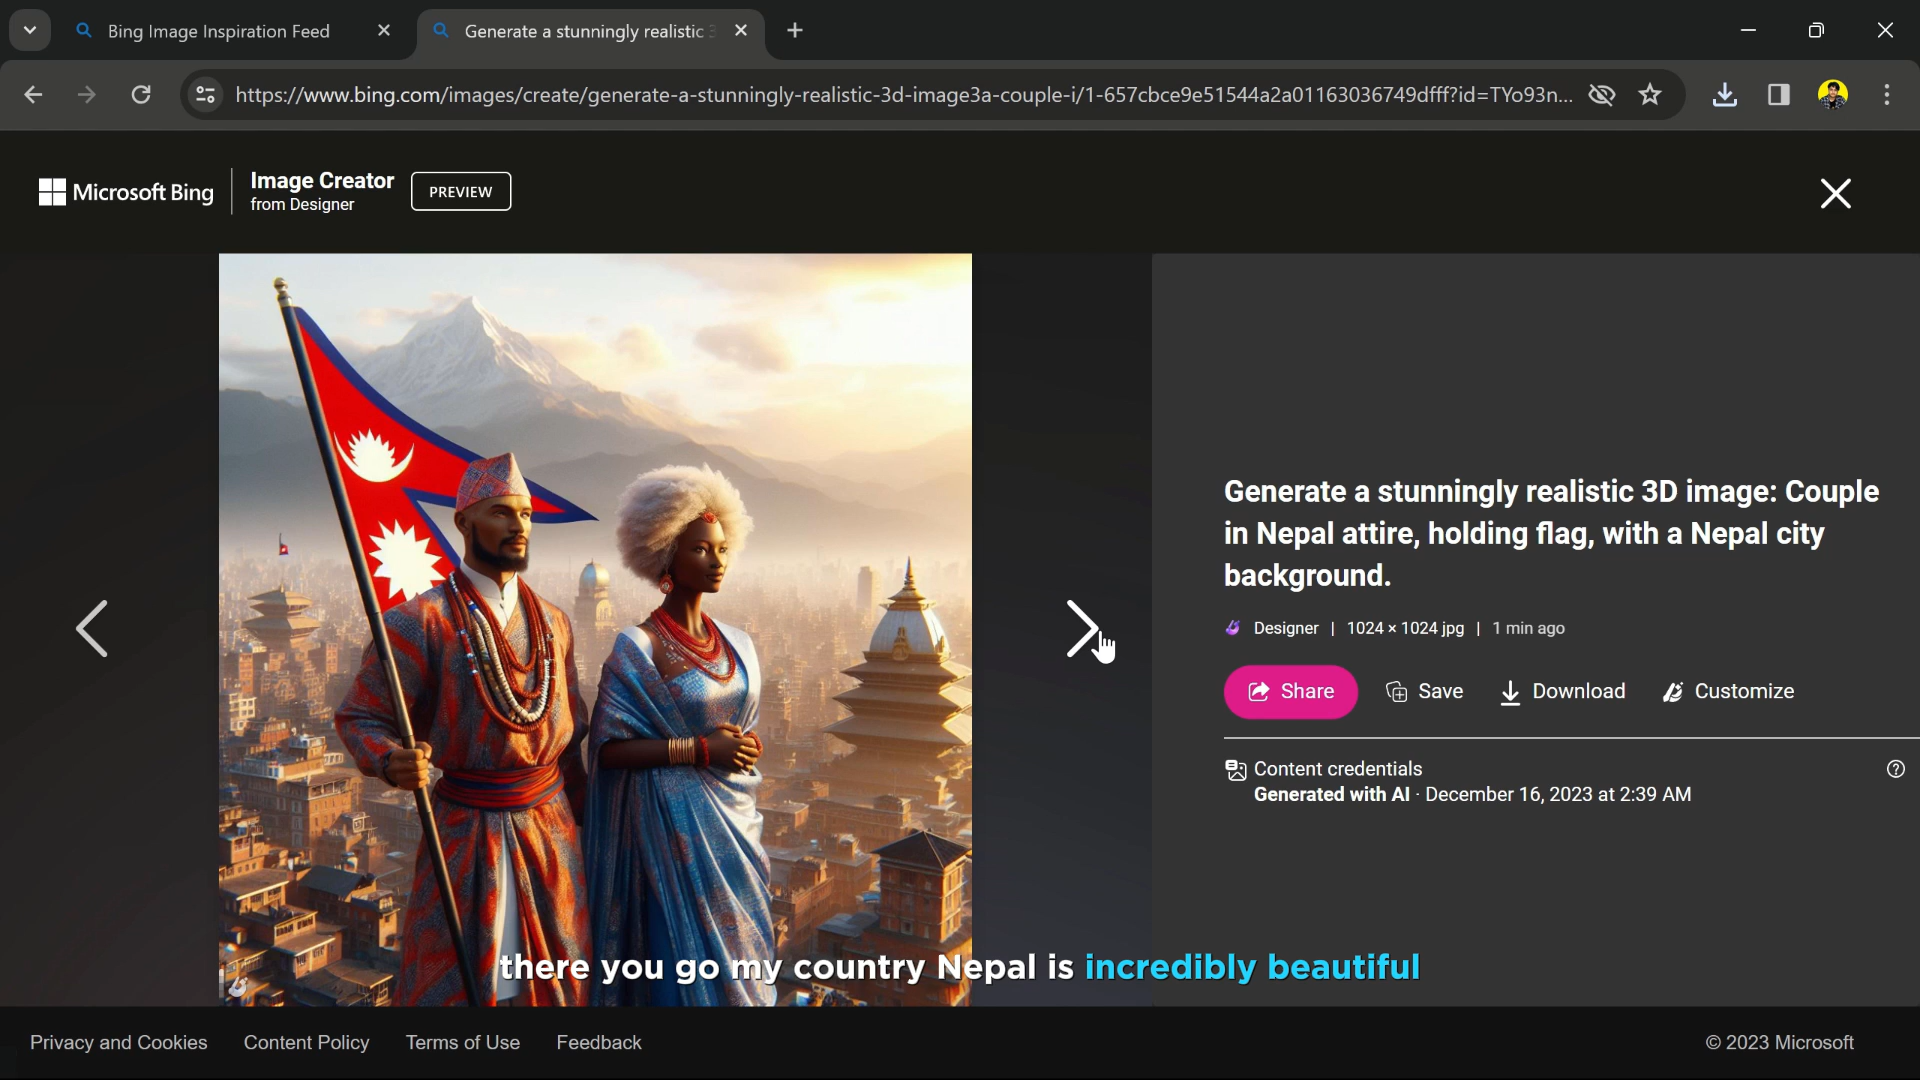 Bing Image Inspiration Feed
Generate a stunningly realistic
https://www.bing.com/images/create/generate-a-stunningly-realistic-3d-image3a-couple-i/1-657cbce9e51544a2a01163036749dfff?id=TYo93n...
Microsoft Bing
Image Creator
from Designer
PREVIEW
Generate a stunningly realistic 3D image: Couple
in Nepal attire, holding flag, with a Nepal city
background.
Designer | 1024 × 1024 jpg | 1 min ago
Share Save Download Customize
Content credentials
Generated with AI · December 16, 2023 at 2:39 AM
there you go my country Nepal is incredibly beautiful
Privacy and Cookies Content Policy Terms of Use Feedback
© 2023 Microsoft